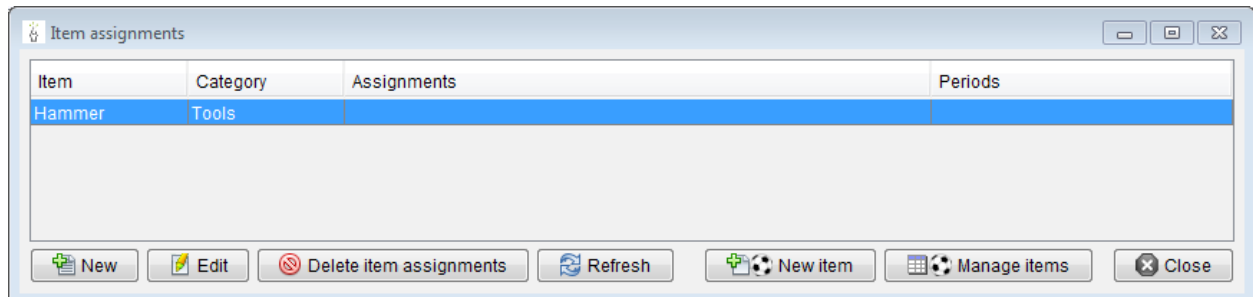 Item assignments
Item Category Assignments Periods
Hammer Tools
New Edit Delete item assignments Refresh New item Manage items Close